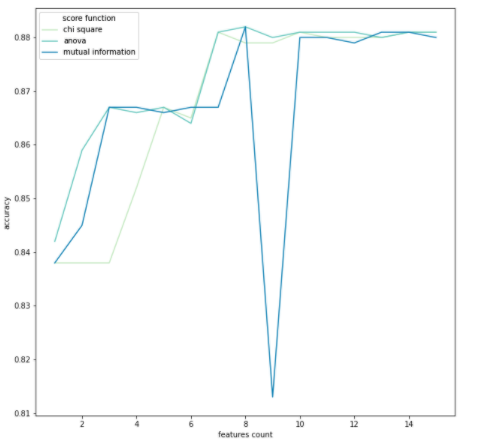 score function
chi square
anova
mutual information
0.88
0.87
0.86
0.85
0.84
0.83
0.82
0.81
accuracy
2 4 6 8 10 12 14
features count